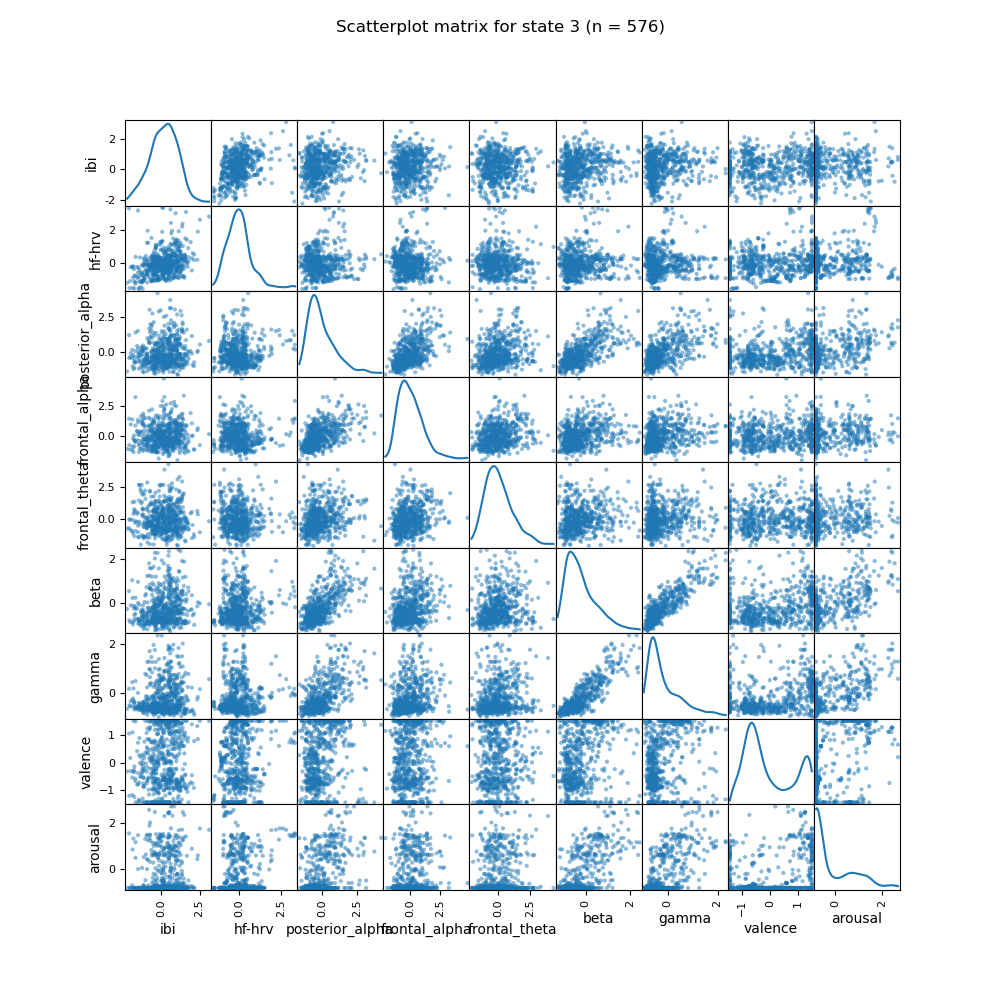 Scatterplot matrix for state 3 (n = 576)
ibi
2
0
-2
hf-hrv
2
0
posterior_alpha
2.5
0.0
frontal_alpha
2.5
0.0
frontal_theta
2.5
0.0
beta
2
0
gamma
2
0
valence
1
0
−1
arousal
2
0
0.0 2.5 0.0 2.5 0.0 2.5 0.0 2.5 0.0 2.5 0 2 0 2 −1 0 1 0 2
ibi hf-hrv posterior_alpha frontal_alpha frontal_theta beta gamma valence arousal